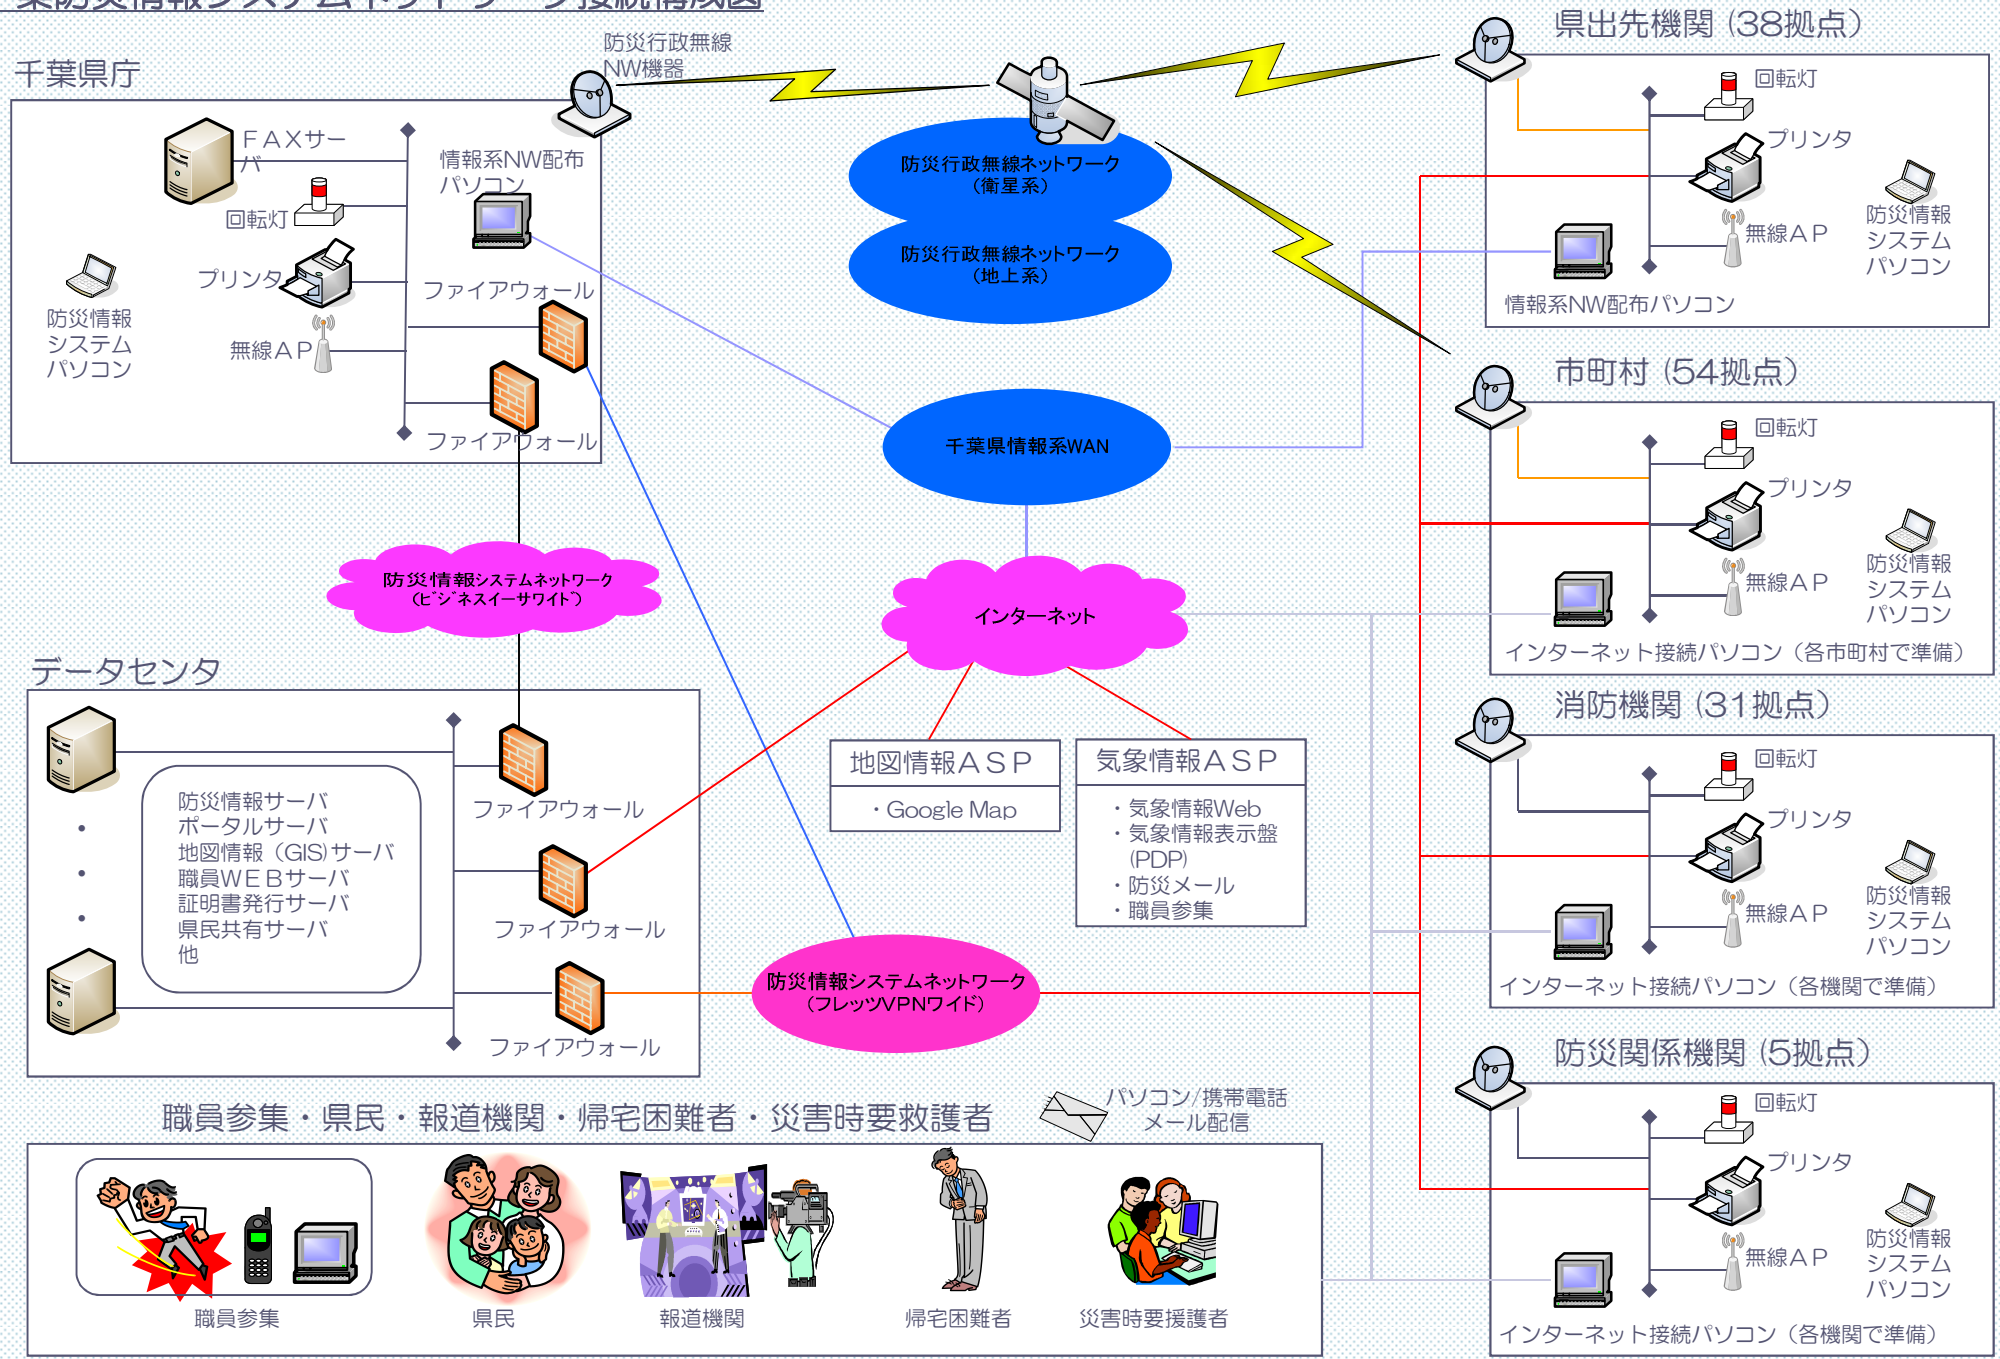 葉防災情報システムネットワーク接続構成図
千葉県庁
防災行政無線
NW機器
ＦＡＸサー
バ
情報系NW配布
パソコン
回転灯
プリンタ
ファイアウォール
防災情報
システム
パソコン
無線ＡＰ
ファイアウォール
防災行政無線ネットワーク
（衛星系）
防災行政無線ネットワーク
（地上系）
千葉県情報系WAN
防災情報システムネットワーク
（ビジネスイーサワイド）
インターネット
データセンタ
防災情報サーバ
ポータルサーバ
地図情報（GIS)サーバ
職員ＷＥＢサーバ
証明書発行サーバ
県民共有サーバ
他
・
・
・
ファイアウォール
ファイアウォール
ファイアウォール
地図情報ＡＳＰ
・Google Map
気象情報ＡＳＰ
・気象情報Web
・気象情報表示盤
(PDP)
・防災メール
・職員参集
防災情報システムネットワーク
（フレッツVPNワイド）
県出先機関 (38拠点）
回転灯
プリンタ
無線ＡＰ
防災情報
システム
パソコン
情報系NW配布パソコン
市町村 (54拠点）
回転灯
プリンタ
無線ＡＰ
防災情報
システム
パソコン
インターネット接続パソコン（各市町村で準備）
消防機関 (31拠点）
回転灯
プリンタ
無線ＡＰ
防災情報
システム
パソコン
インターネット接続パソコン（各機関で準備）
防災関係機関 (5拠点）
回転灯
プリンタ
無線ＡＰ
防災情報
システム
パソコン
インターネット接続パソコン（各機関で準備）
職員参集・県民・報道機関・帰宅困難者・災害時要救護者
パソコン/携帯電話
メール配信
職員参集
県民
報道機関
帰宅困難者
災害時要援護者